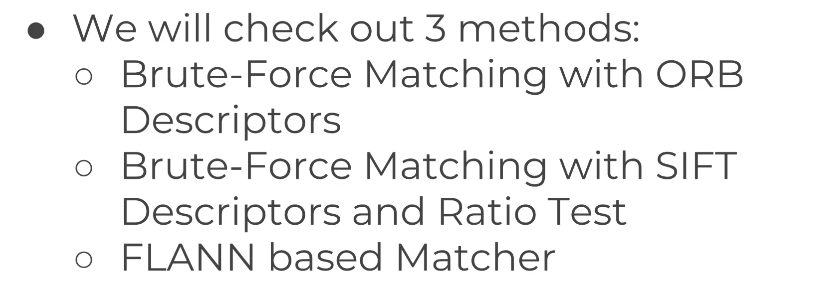 ● We will check out 3 methods:
○ Brute-Force Matching with ORB
Descriptors
○ Brute-Force Matching with SIFT
Descriptors and Ratio Test
○ FLANN based Matcher